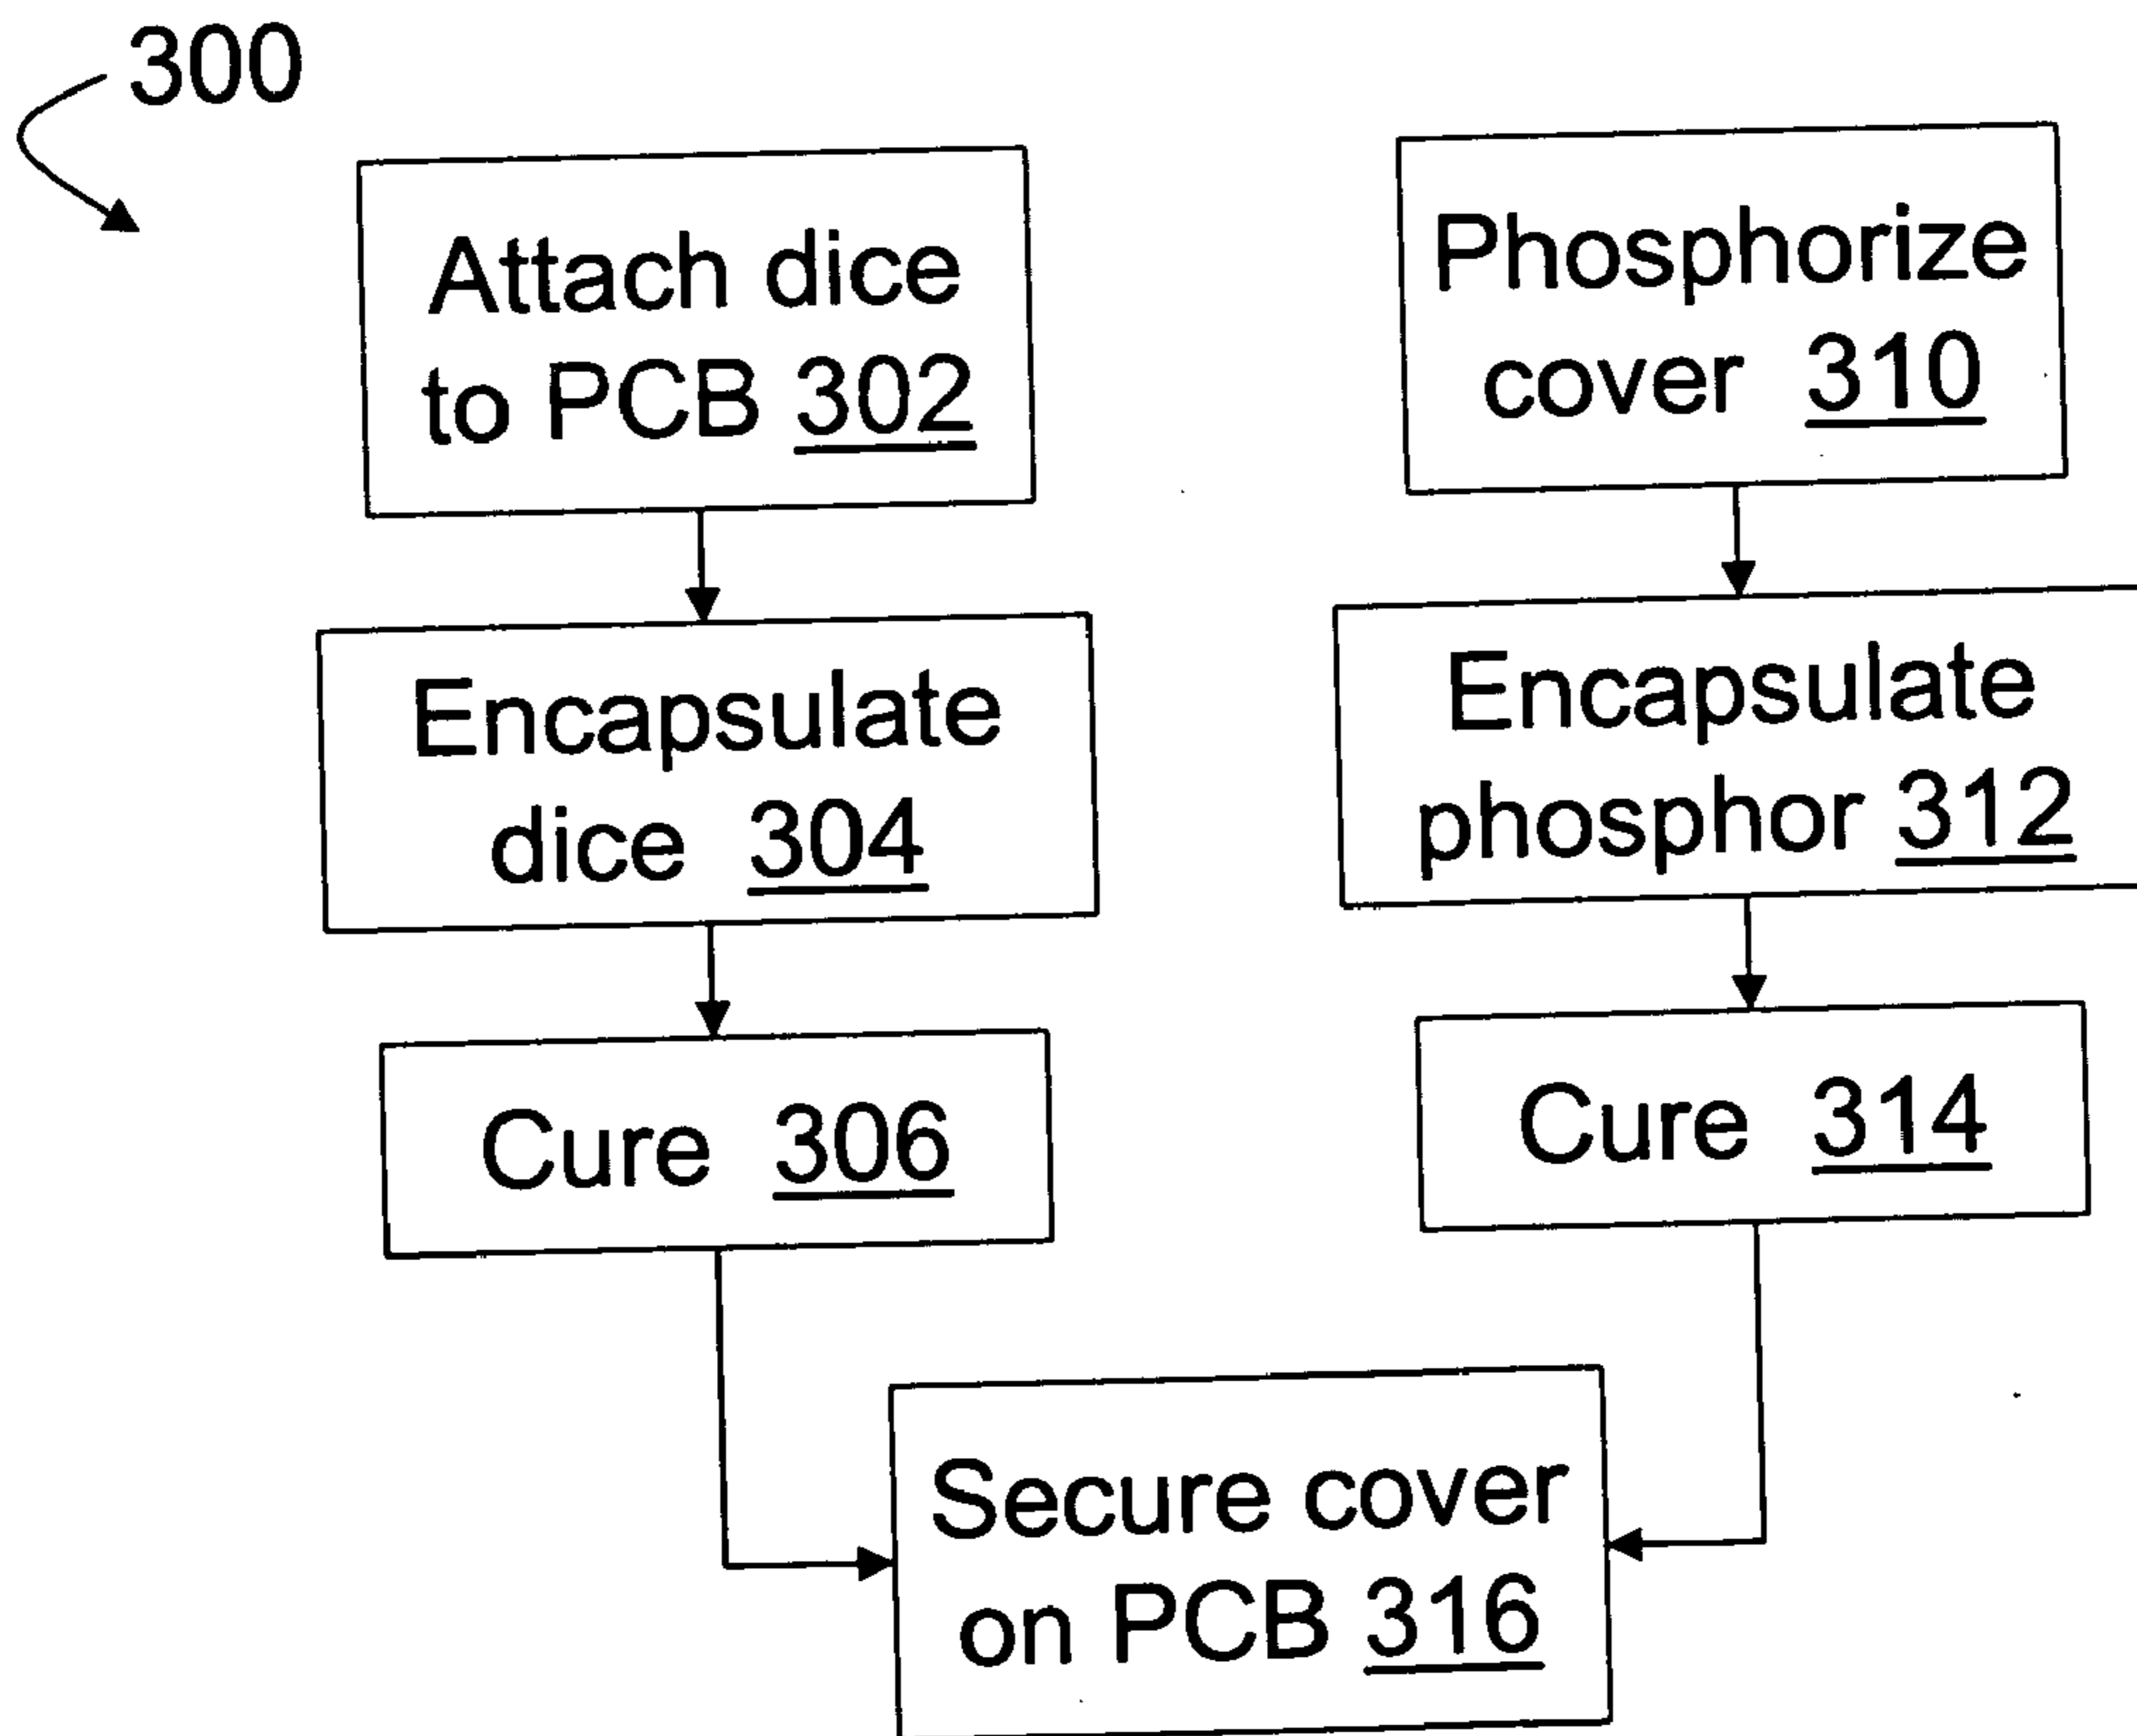 300
Attach dice
to PCB 302
Phosphorize
cover 310
Encapsulate
dice 304
Encapsulate
phosphor 312
Cure 306
Cure 314
Secure cover
on PCB 316